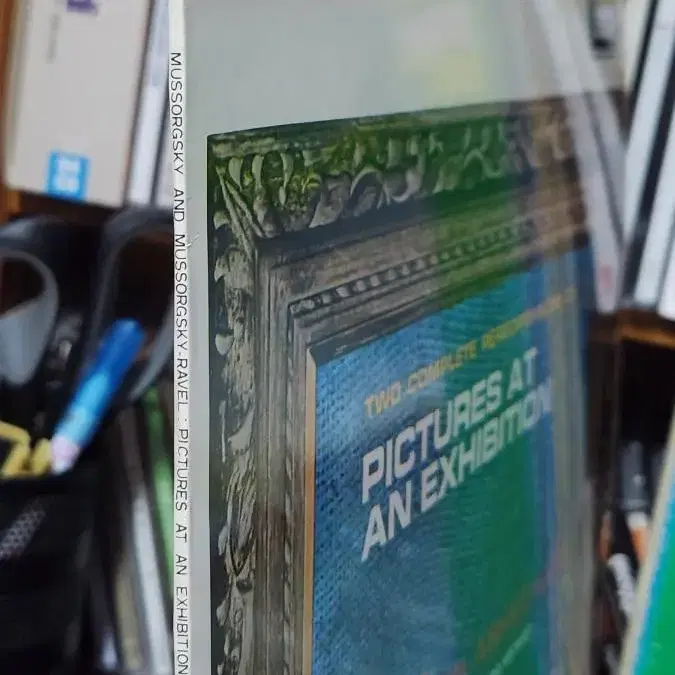 MUSSORGSKY AND MUSSORGSKY-RAVEL : PICTURES AT AN EXHIBITION
TWO COMPLETE
PICTURES AT
AN EXHIBITION